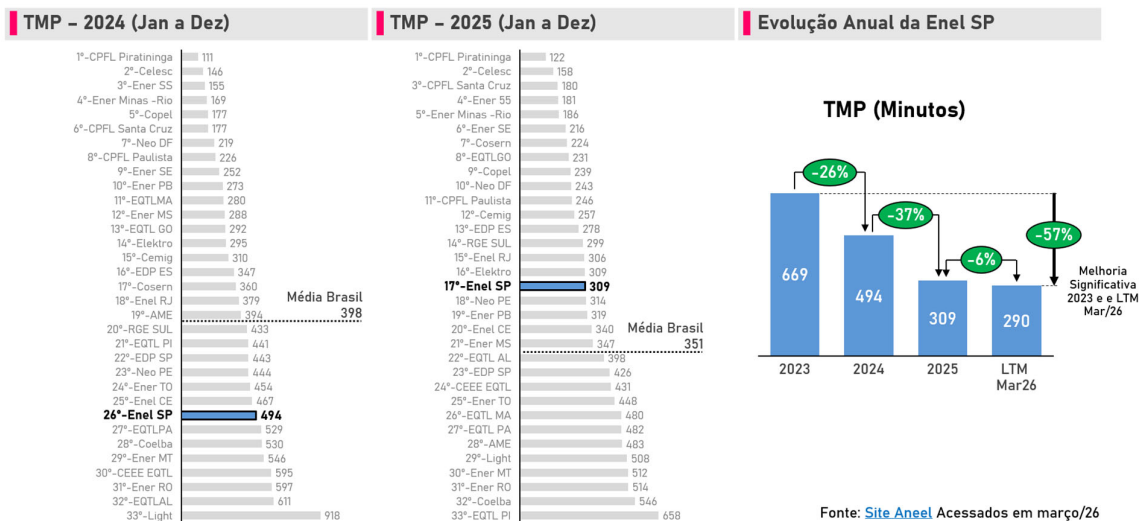 TMP – 2024 (Jan a Dez)
1º-CPFL Piratininga 111
2º-Celesc 146
3º-Ener SS 155
4º-Ener Minas -Rio 169
5º-Copel 177
6º-CPFL Santa Cruz 177
7º-Neo DF 219
8º-CPFL Paulista 226
9º-Ener SE 252
10º-Ener PB 273
11º-EQTLMA 280
12º-Ener MS 288
13º-EQTL GO 292
14º-Elektro 295
15º-Cemig 310
16º-EDP ES 347
17º-Cosern 360
18º-Enel RJ 379
19º-AME 394
Média Brasil
398
20º-RGE SUL 433
21º-EQTL PI 441
22º-EDP SP 443
23º-Neo PE 444
24º-Ener TO 454
25º-Enel CE 467
26º-Enel SP 494
27º-EQTLPA 529
28º-Coelba 530
29º-Ener MT 546
30º-CEEE EQTL 595
31º-Ener RO 597
32º-EQTLAL 611
33º-Light 918
TMP – 2025 (Jan a Dez)
1º-CPFL Piratininga 122
2º-Celesc 158
3º-CPFL Santa Cruz 180
4º-Ener 55 181
5º-Ener Minas -Rio 186
6º-Ener SE 216
7º-Cosern 224
8º-EQTLGO 231
9º-Copel 239
10º-Neo DF 243
11º-CPFL Paulista 246
12º-Cemig 257
13º-EDP ES 278
14º-RGE SUL 299
15º-Enel RJ 306
16º-Elektro 309
17º-Enel SP 309
18º-Neo PE 314
19º-Ener PB 319
20º-Enel CE 340
21º-Ener MS 347
Média Brasil
351
22º-EQTL AL 398
23º-EDP SP 426
24º-CEEE EQTL 431
25º-Ener TO 448
26º-EQTL MA 480
27º-EQTL PA 482
28º-AME 483
29º-Light 508
30º-Ener MT 512
31º-Ener RO 514
32º-Coelba 546
33º-EQTL PI 658
Evolução Anual da Enel SP
TMP (Minutos)
-26%
-37%
-6%
-57%
Melhoria
Significativa
2023 e e LTM
Mar/26
669
494
309
290
2023
2024
2025
LTM
Mar26
Fonte: Site Aneel Acessados em março/26